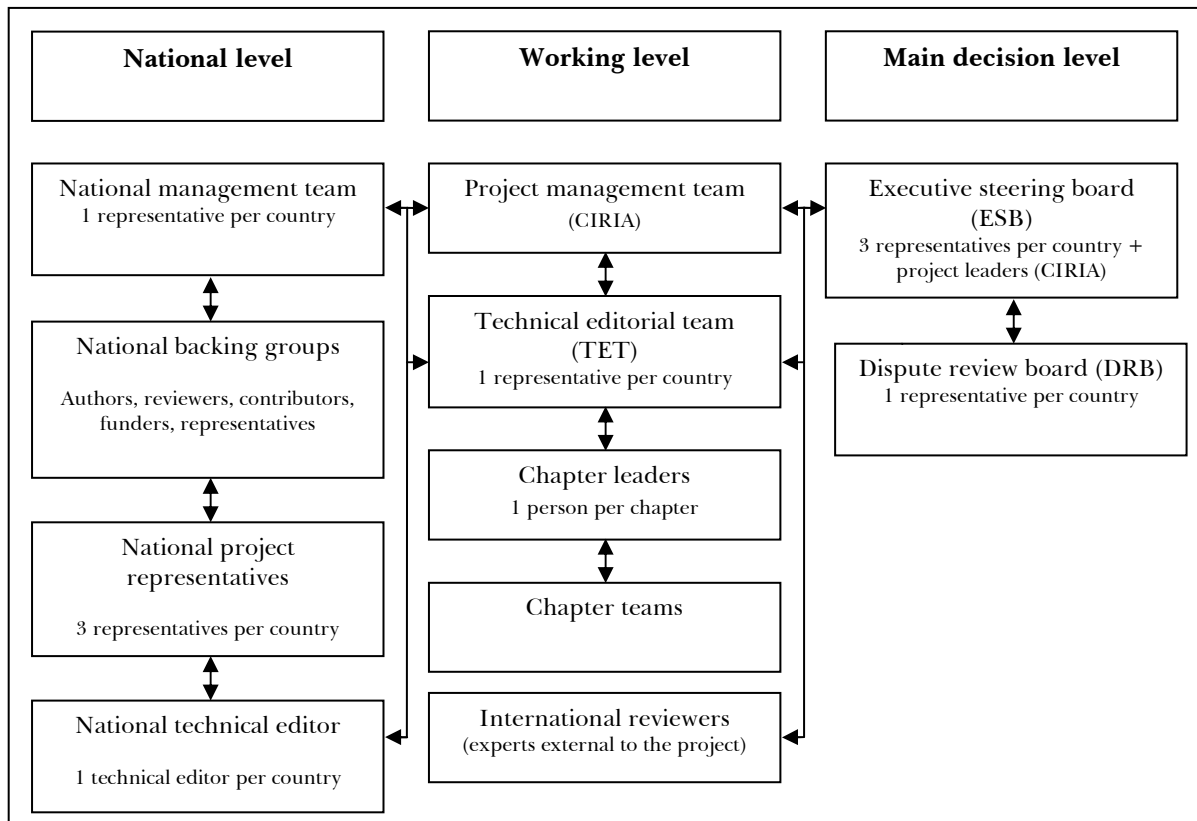 National level
Working level
Main decision level
National management team
1 representative per country
National backing groups
Authors, reviewers, contributors,
funders, representatives
National project
representatives
3 representatives per country
National technical editor
1 technical editor per country
Project management team
(CIRIA)
Technical editorial team
(TET)
1 representative per country
Chapter leaders
1 person per chapter
Chapter teams
International reviewers
(experts external to the project)
Executive steering board
(ESB)
3 representatives per country +
project leaders (CIRIA)
Dispute review board (DRB)
1 representative per country